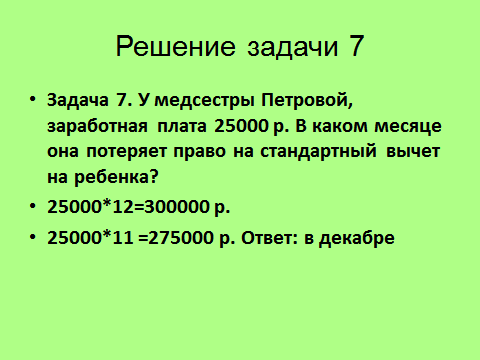 Решение задачи 7
• Задача 7. У медсестры Петровой,
заработная плата 25000 р. В каком месяце
она потеряет право на стандартный вычет
на ребенка?
• 25000*12=300000 р.
• 25000*11 =275000 р. Ответ: в декабре